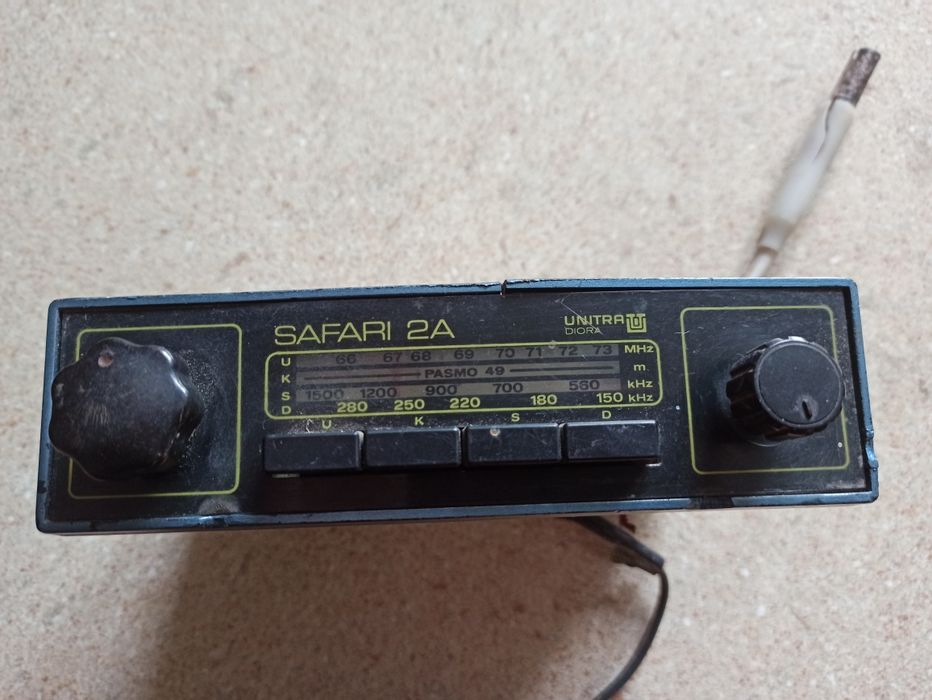 SAFARI 2A
UNITRA
DIORA
U 66 67 68 69 70 71 72 73 MHz
K PASMO 49 m
S 1500 1200 900 700 560 kHz
D 280 250 220 180 150 kHz
U K S D